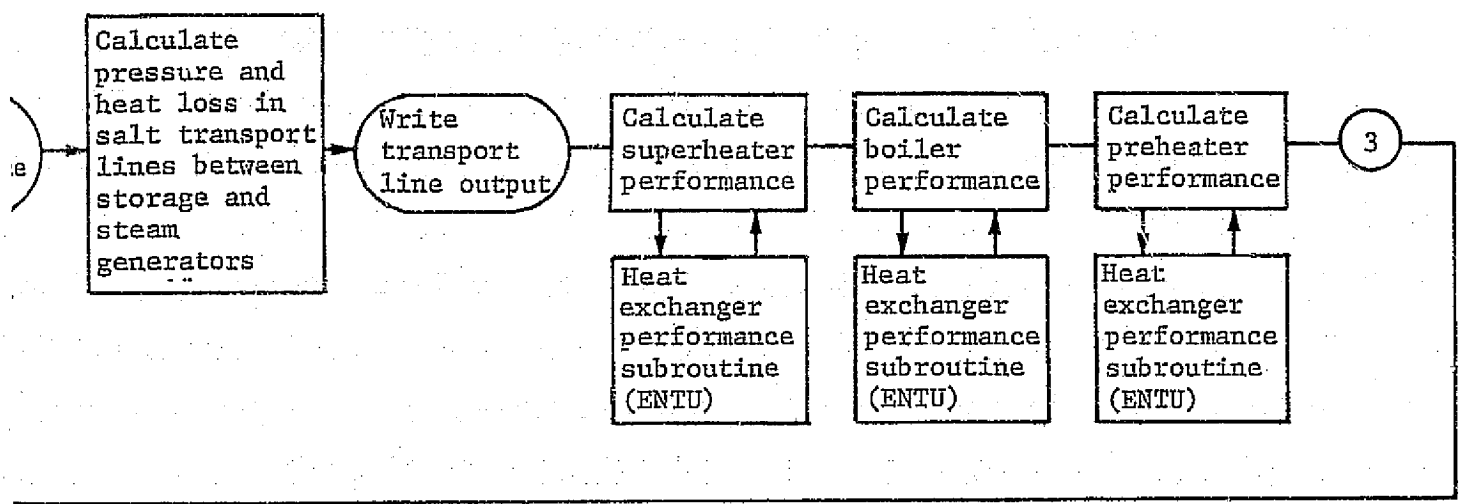 Calculate
pressure and
heat loss in
salt transport
lines between
storage and
steam
generators
e
Write
transport
line output
Calculate
superheater
performance
Calculate
boiler
performance
Calculate
preheater
performance
3
Heat
exchanger
performance
subroutine
(ENTU)
Heat
exchanger
performance
subroutine
(ENTU)
Heat
exchanger
performance
subroutine
(ENTU)